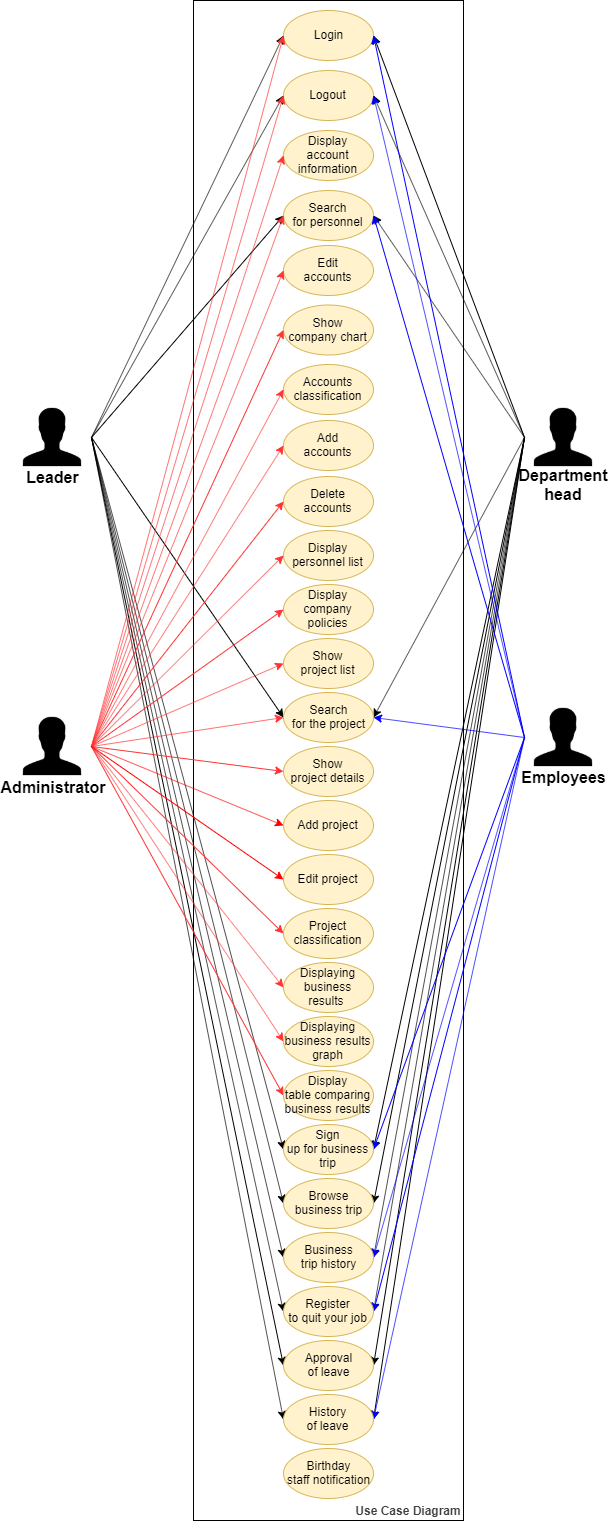 Login
Logout
Display
account
information
Search
for personnel
Edit
accounts
Show
company chart
Accounts
classification
Leader
Department
head
Add
accounts
Delete
accounts
Display
personnel list
Display
company
policies
Show
project list
Search
for the project
Administrator
Employees
Show
project details
Add project
Edit project
Project
classification
Displaying
business
results
Displaying
business results
graph
Display
table comparing
business results
Sign
up for business
trip
Browse
business trip
Business
trip history
Register
to quit your job
Approval
of leave
History
of leave
Birthday
staff notification
Use Case Diagram